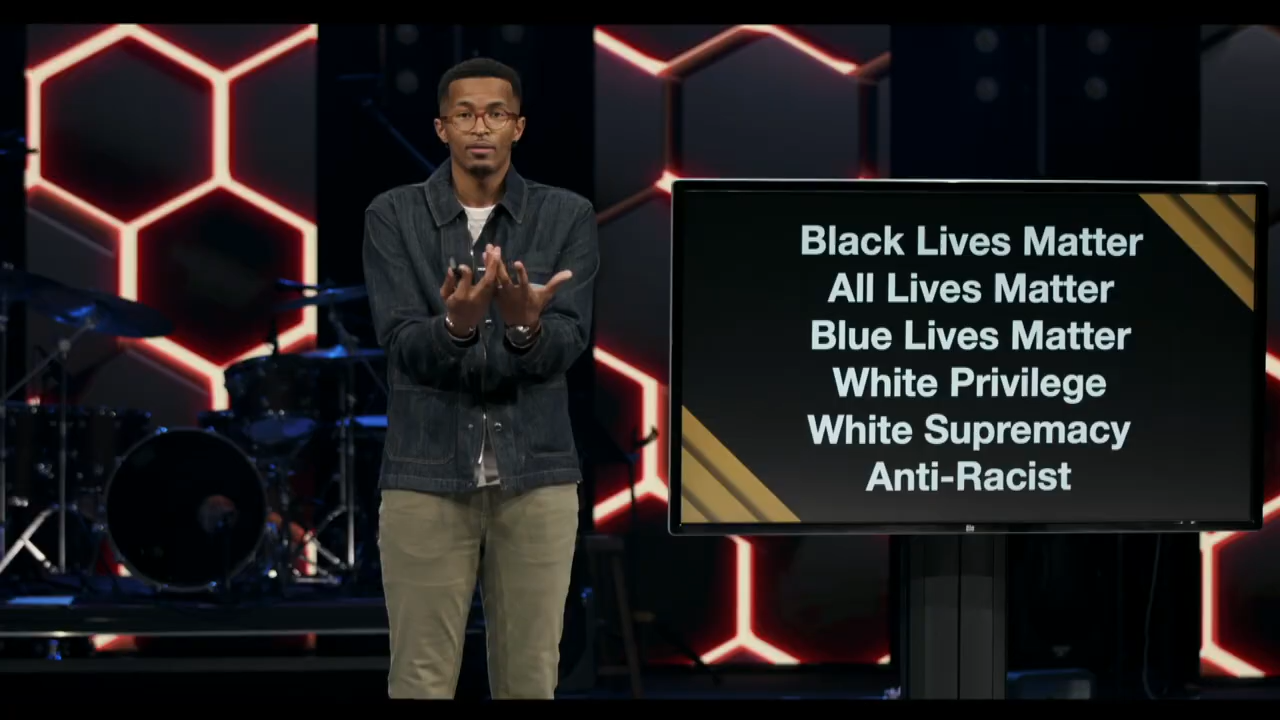 Black Lives Matter
All Lives Matter
Blue Lives Matter
White Privilege
White Supremacy
Anti-Racist